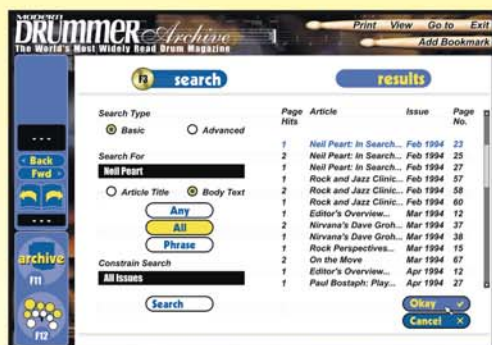 MODERN
DRUMMER Archive
The World's Most Widely Read Drum Magazine
Print View Go to Exit
Add Bookmark
F2 search
results
Search Type
Basic Advanced
Search For
Neil Peart
Article Title Body Text
Any
All
Phrase
Constrain Search
All Issues
Search
Page Hits Article Issue Page No.
1 Neil Peart: In Search... Feb 1994 23
2 Neil Peart: In Search... Feb 1994 25
1 Neil Peart: In Search... Feb 1994 27
1 Rock and Jazz Clinic... Feb 1994 57
2 Rock and Jazz Clinic... Feb 1994 58
1 Rock and Jazz Clinic... Feb 1994 60
1 Editor's Overview... Mar 1994 12
2 Nirvana's Dave Groh... Mar 1994 37
1 Nirvana's Dave Groh... Mar 1994 38
1 Rock Perspectives... Mar 1994 15
2 On the Move Mar 1994 67
1 Editor's Overview... Apr 1994 12
1 Paul Bostaph: Play... Apr 1994 27
Okay
Cancel
...
< Back
Fwd >
...
archive
F11
F12